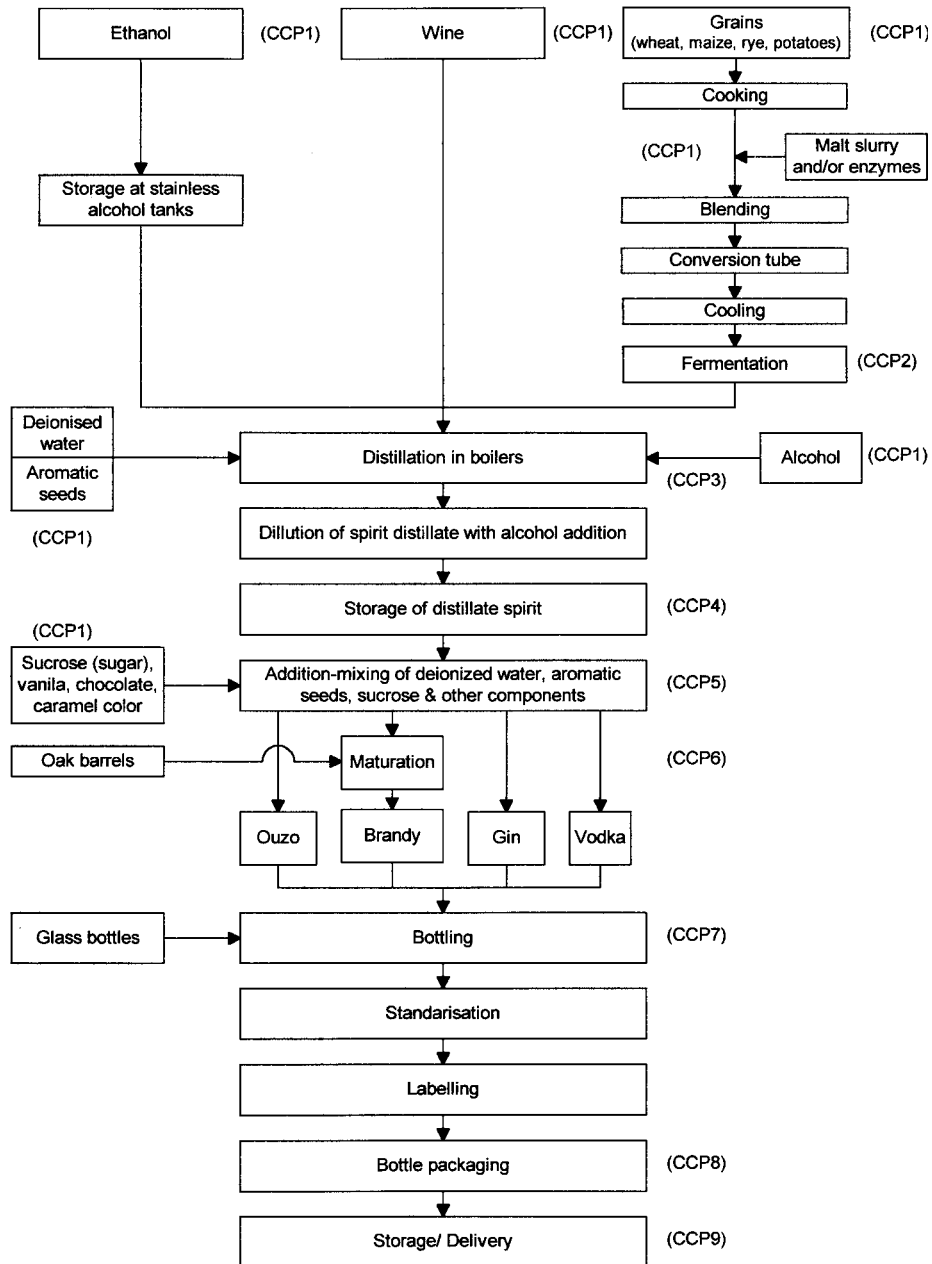 Ethanol
(CCP1)
Wine
(CCP1)
Grains
(wheat, maize, rye, potatoes)
(CCP1)
Cooking
(CCP1)
Malt slurry
and/or enzymes
Storage at stainless
alcohol tanks
Blending
Conversion tube
Cooling
Fermentation
(CCP2)
Deionised
water
Aromatic
seeds
(CCP1)
Distillation in boilers
(CCP3)
Alcohol
(CCP1)
Dillution of spirit distillate with alcohol addition
Storage of distillate spirit
(CCP4)
(CCP1)
Sucrose (sugar),
vanila, chocolate,
caramel color
Addition-mixing of deionized water, aromatic
seeds, sucrose & other components
(CCP5)
Oak barrels
Maturation
(CCP6)
Ouzo
Brandy
Gin
Vodka
Glass bottles
Bottling
(CCP7)
Standarisation
Labelling
Bottle packaging
(CCP8)
Storage/ Delivery
(CCP9)